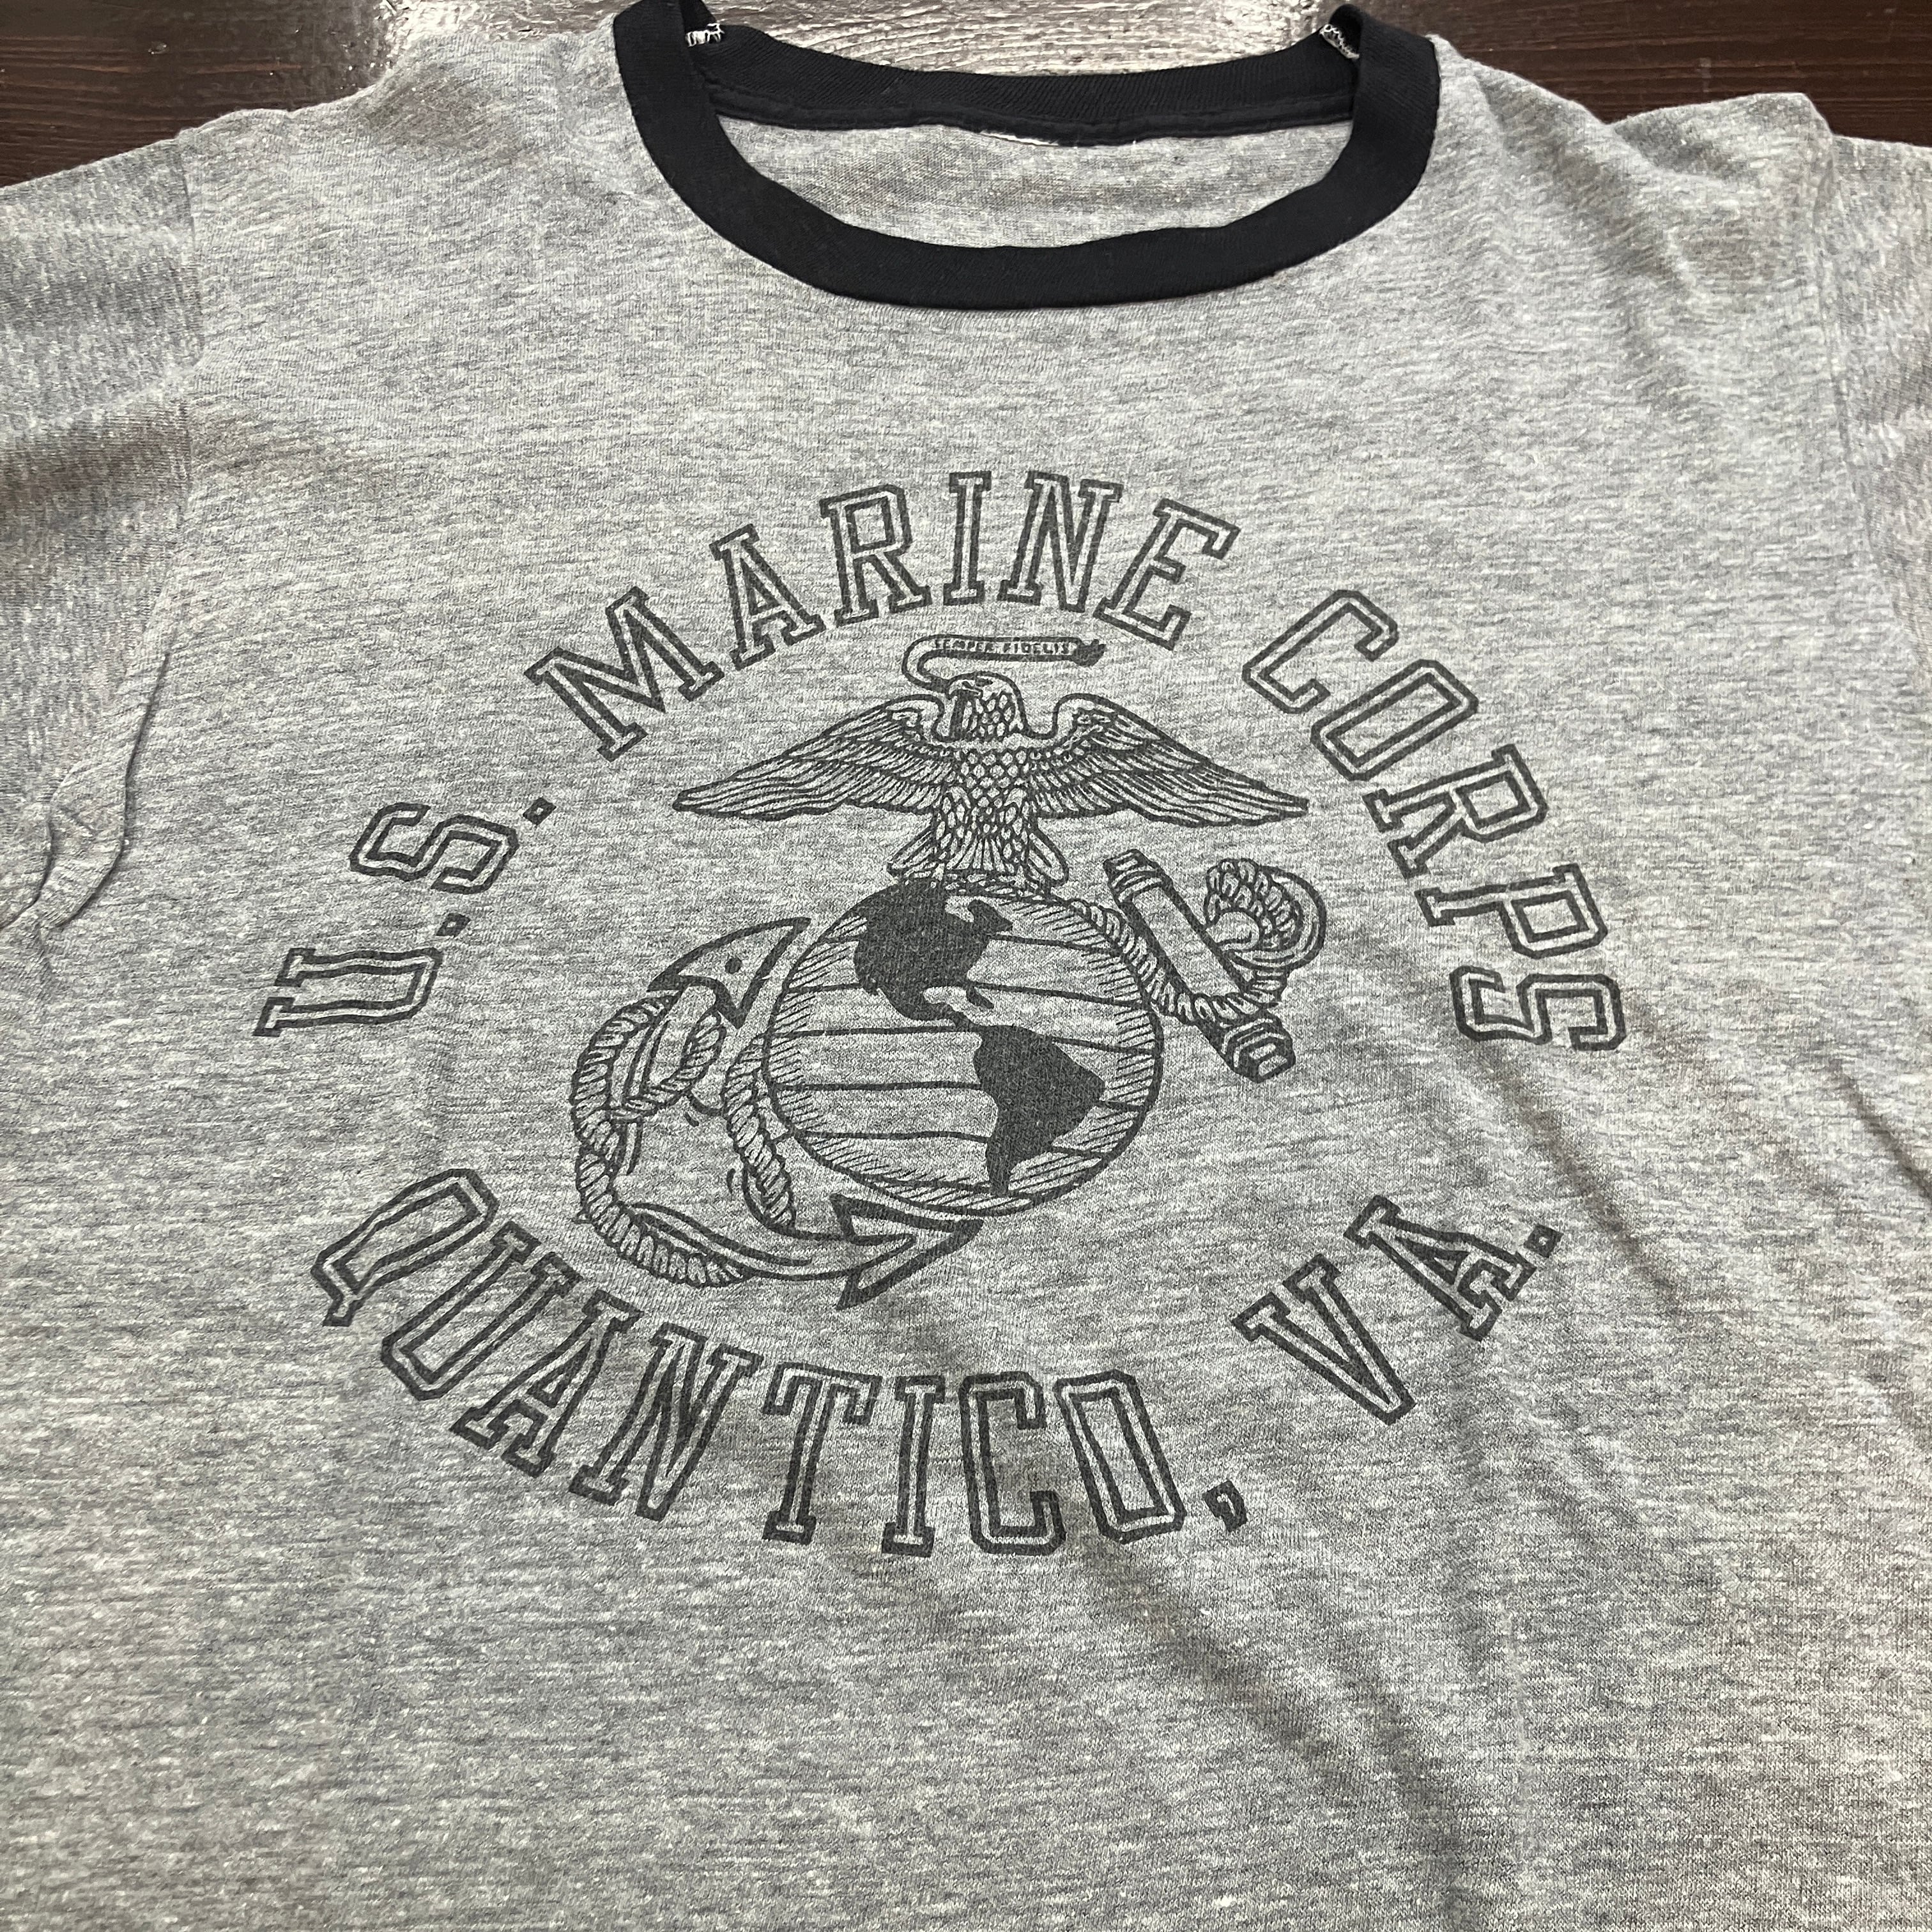 U.S. MARINE CORPS
SEMPER FIDELIS
QUANTICO, VA.